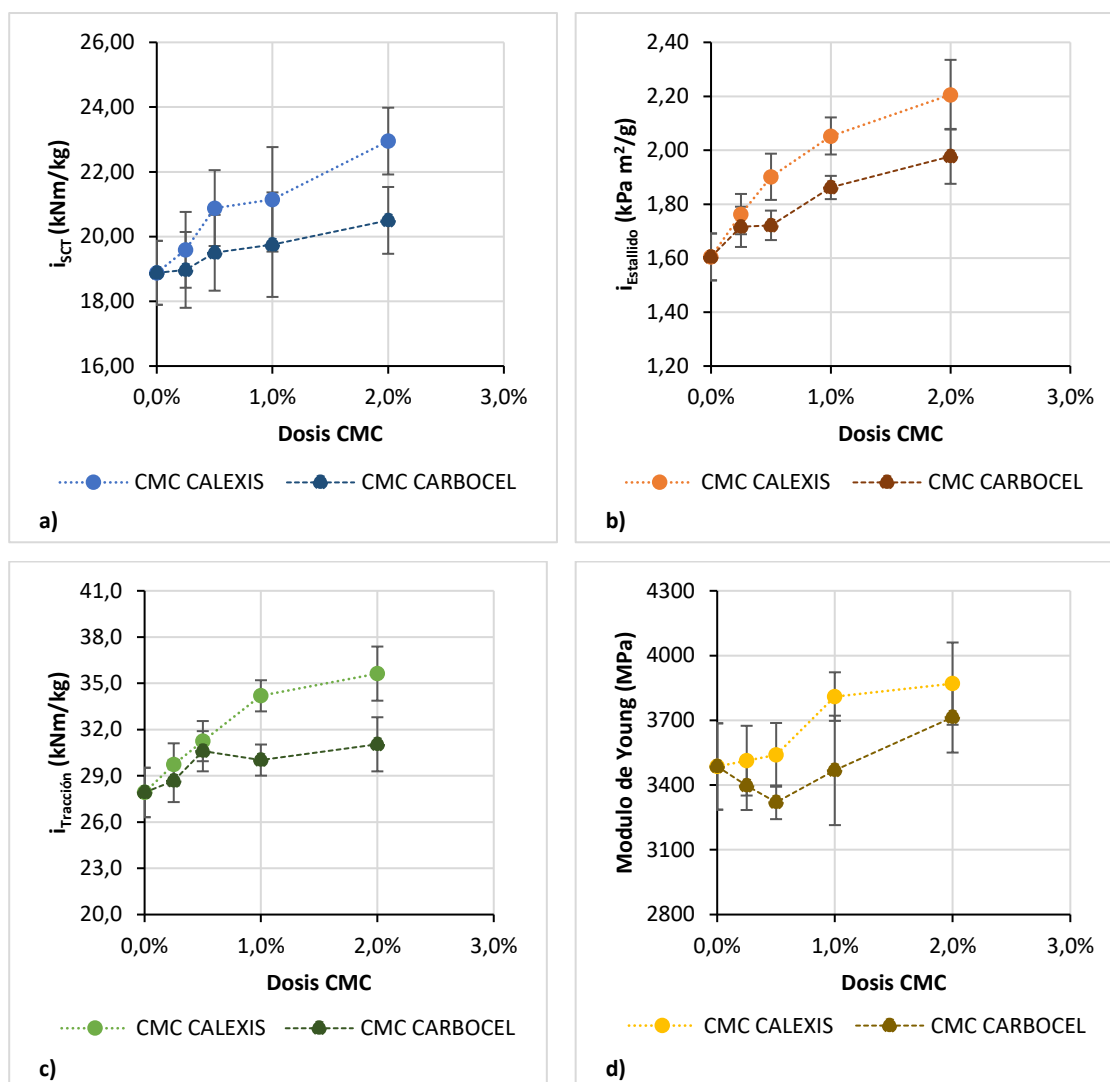 26,00
24,00
22,00
20,00
18,00
16,00
i_SCT (kNm/kg)
0,0% 1,0% 2,0% 3,0%
Dosis CMC
CMC CALEXIS CMC CARBOCEL
a)
2,40
2,20
2,00
1,80
1,60
1,40
1,20
i_Estallido (kPa m²/g)
0,0% 1,0% 2,0% 3,0%
Dosis CMC
CMC CALEXIS CMC CARBOCEL
b)
41,0
38,0
35,0
32,0
29,0
26,0
23,0
20,0
i_Tracción (kNm/kg)
0,0% 1,0% 2,0% 3,0%
Dosis CMC
CMC CALEXIS CMC CARBOCEL
c)
4300
4000
3700
3400
3100
2800
Modulo de Young (MPa)
0,0% 1,0% 2,0% 3,0%
Dosis CMC
CMC CALEXIS CMC CARBOCEL
d)